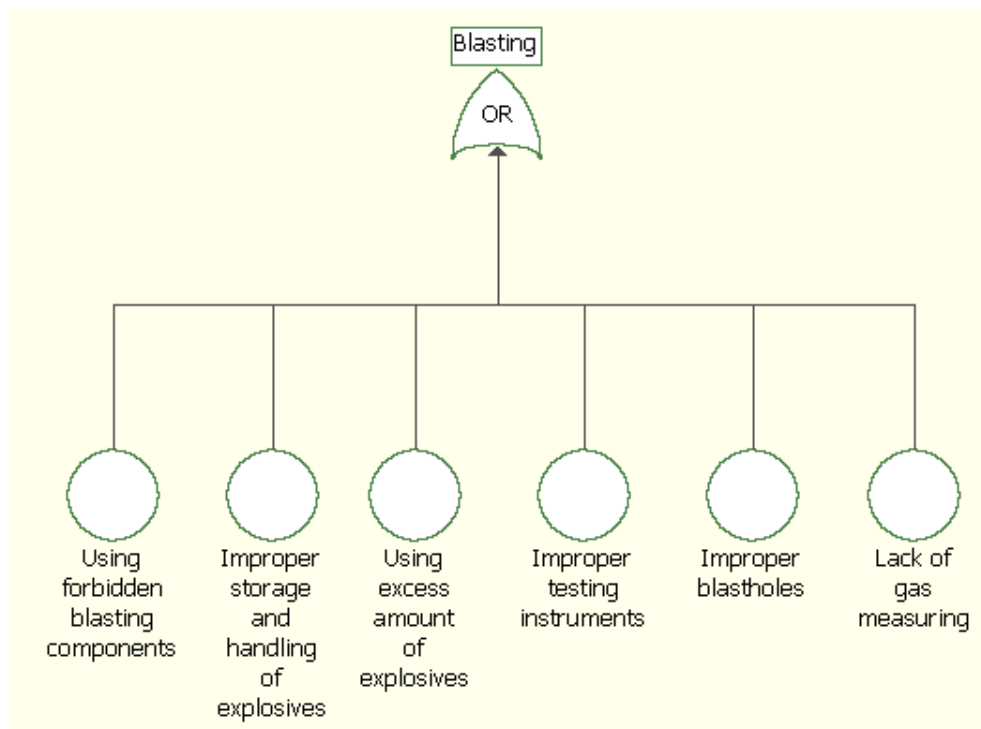 Blasting
OR
Using
forbidden
blasting
components
Improper
storage
and
handling
of
explosives
Using
excess
amount
of
explosives
Improper
testing
instruments
Improper
blastholes
Lack of
gas
measuring